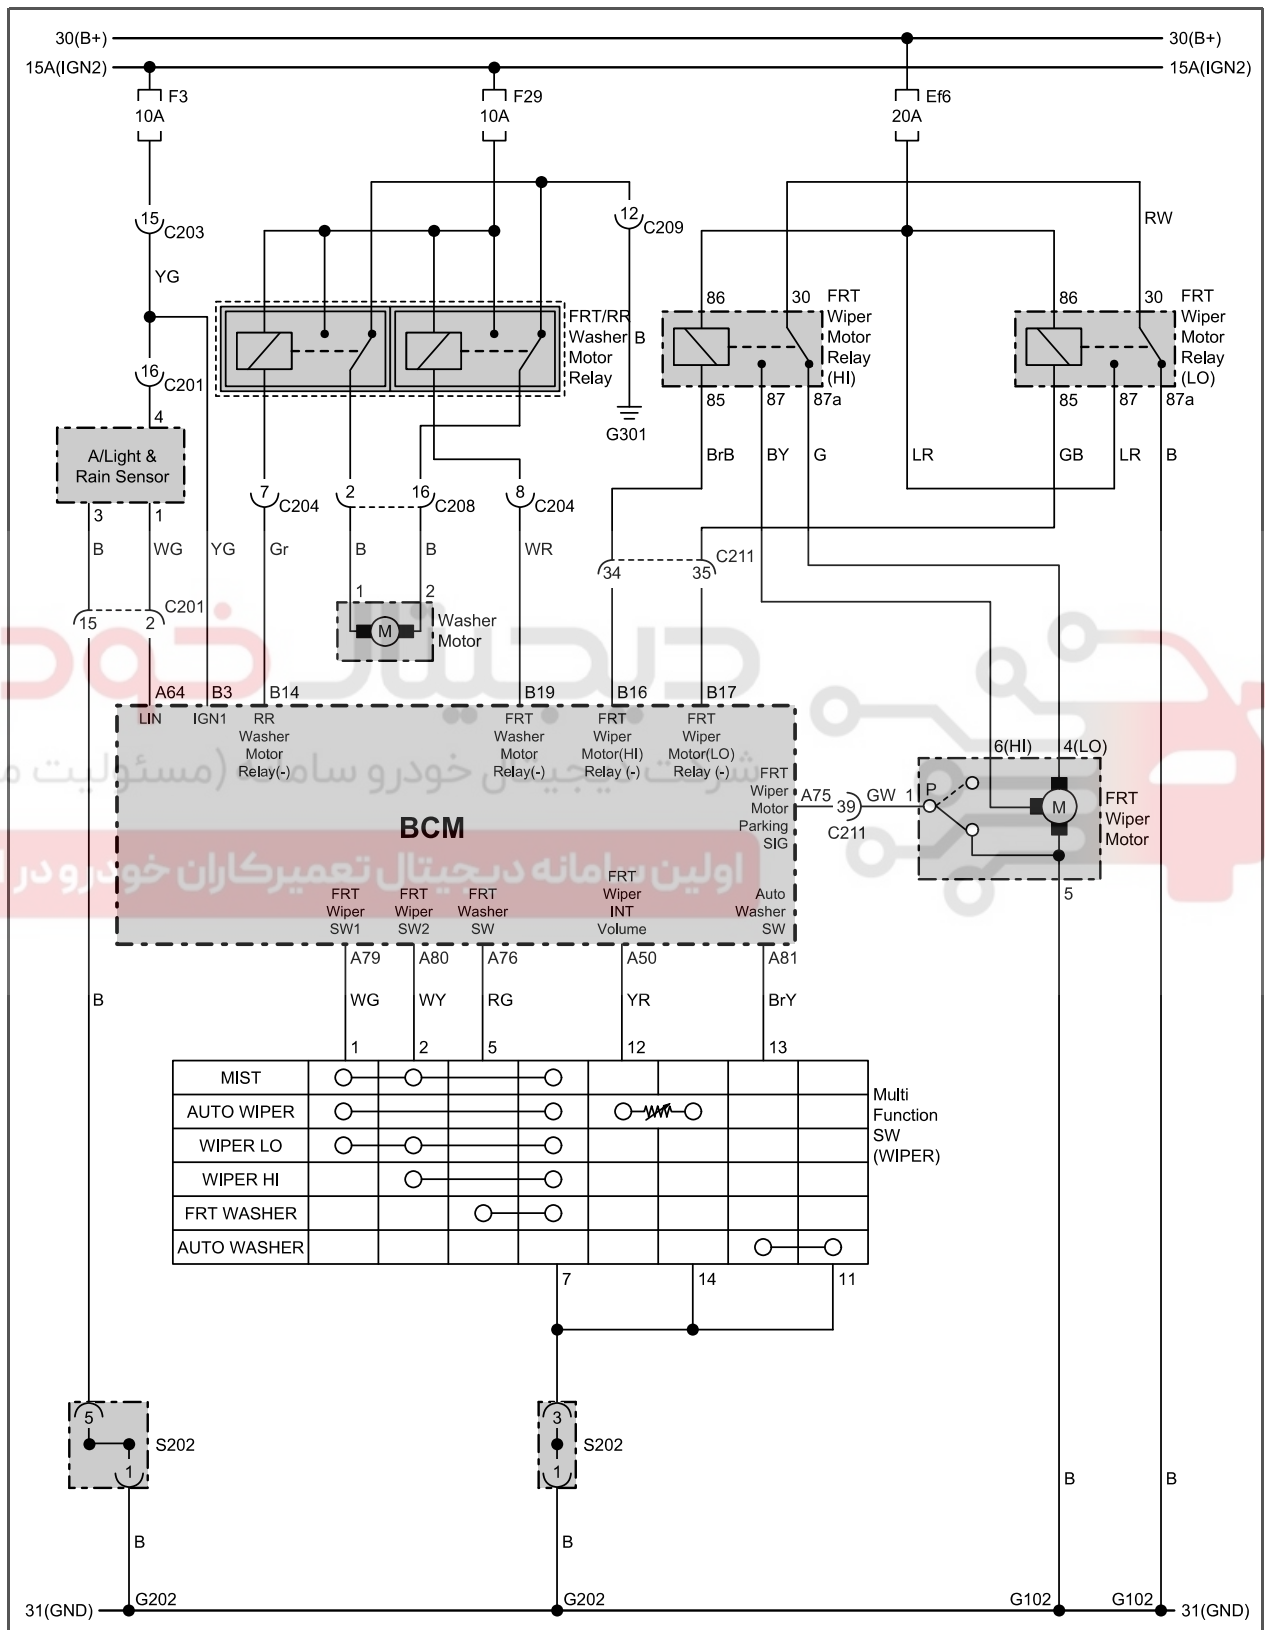 30(B+) 30(B+)
15A(IGN2) 15A(IGN2)
F3 F29 Ef6
10A 10A 20A
15 C203
12 C209
RW
YG
86 30 FRT Wiper Motor Relay (HI)
86 30 FRT Wiper Motor Relay (LO)
FRT/RR Washer Motor Relay
B
16 C201
4
G301
85 87 87a
85 87 87a
A/Light & Rain Sensor
BrB BY G LR GB LR B
3 1
7 C204 2 16 C208 8 C204
B WG YG Gr B B WR
C211
34 35
1 2
C201
15 2
M
Washer Motor
A64 B3 B14 B19 B16 B17
LIN
IGN1
RR Washer Motor Relay(-)
FRT Washer Motor Relay(-)
FRT Wiper Motor(HI) Relay (-)
FRT Wiper Motor(LO) Relay (-)
دیجیتال خودرو
شرکت دیجیتال خودرو سامانه (مسئولیت
اولین سامانه دیجیتال تعمیرکاران خودرو در
6(HI) 4(LO)
FRT Wiper Motor Parking SIG
A75 39 GW 1 P
C211
M
FRT Wiper Motor
5
BCM
FRT Wiper SW1
FRT Wiper SW2
FRT Washer SW
FRT Wiper INT Volume
Auto Washer SW
A79 A80 A76 A50 A81
B WG WY RG YR BrY
1 2 5 12 13
MIST
AUTO WIPER
WIPER LO
WIPER HI
FRT WASHER
AUTO WASHER
Multi Function SW (WIPER)
7 14 11
5 3
S202 S202
1 1
B B
B B
G202 G202 G102 G102
31(GND) 31(GND)